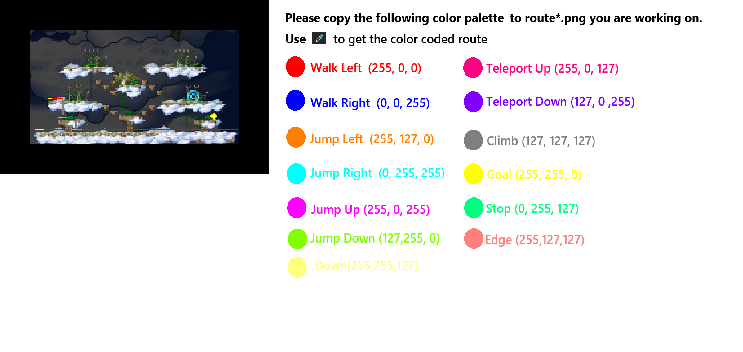 Please copy the following color palette to route*.png you are working on.
Use to get the color coded route
Walk Left (255, 0, 0)
Teleport Up (255, 0, 127)
Walk Right (0, 0, 255)
Teleport Down (127, 0 ,255)
Jump Left (255, 127, 0)
Climb (127, 127, 127)
Jump Right (0, 255, 255)
Goal (255, 255, 0)
Jump Up (255, 0, 255)
Stop (0, 255, 127)
Jump Down (127,255, 0)
Edge (255,127,127)
Down(255,255,127)